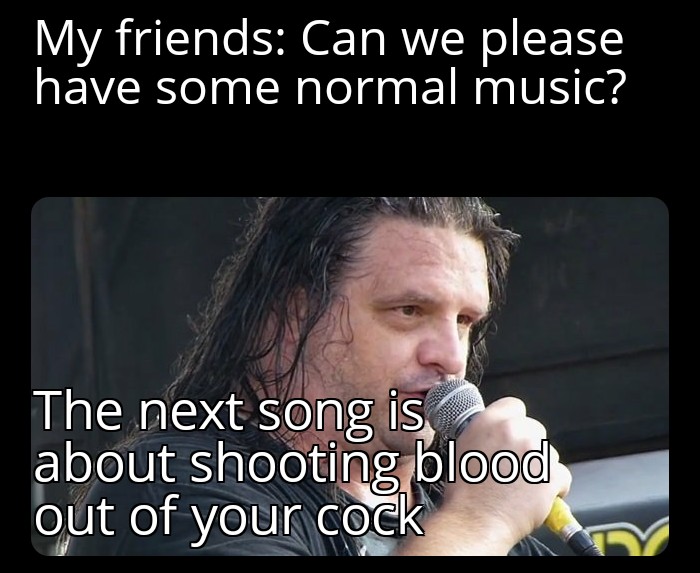 My friends: Can we please
have some normal music?
The next song is
about shooting blood
out of your cock